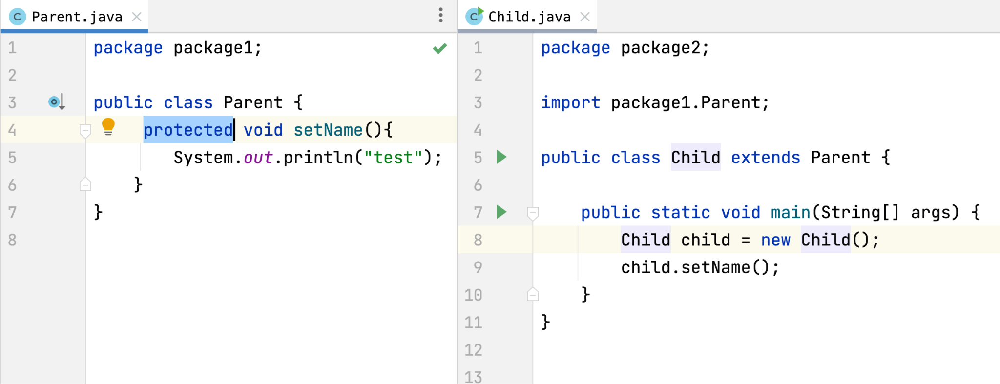 C Parent.java
1 package package1;
2
3 public class Parent {
4 protected void setName(){
5 System.out.println("test");
6 }
7 }
8
C Child.java
1 package package2;
2
3 import package1.Parent;
4
5 public class Child extends Parent {
6
7 public static void main(String[] args) {
8 Child child = new Child();
9 child.setName();
10 }
11 }
12
13